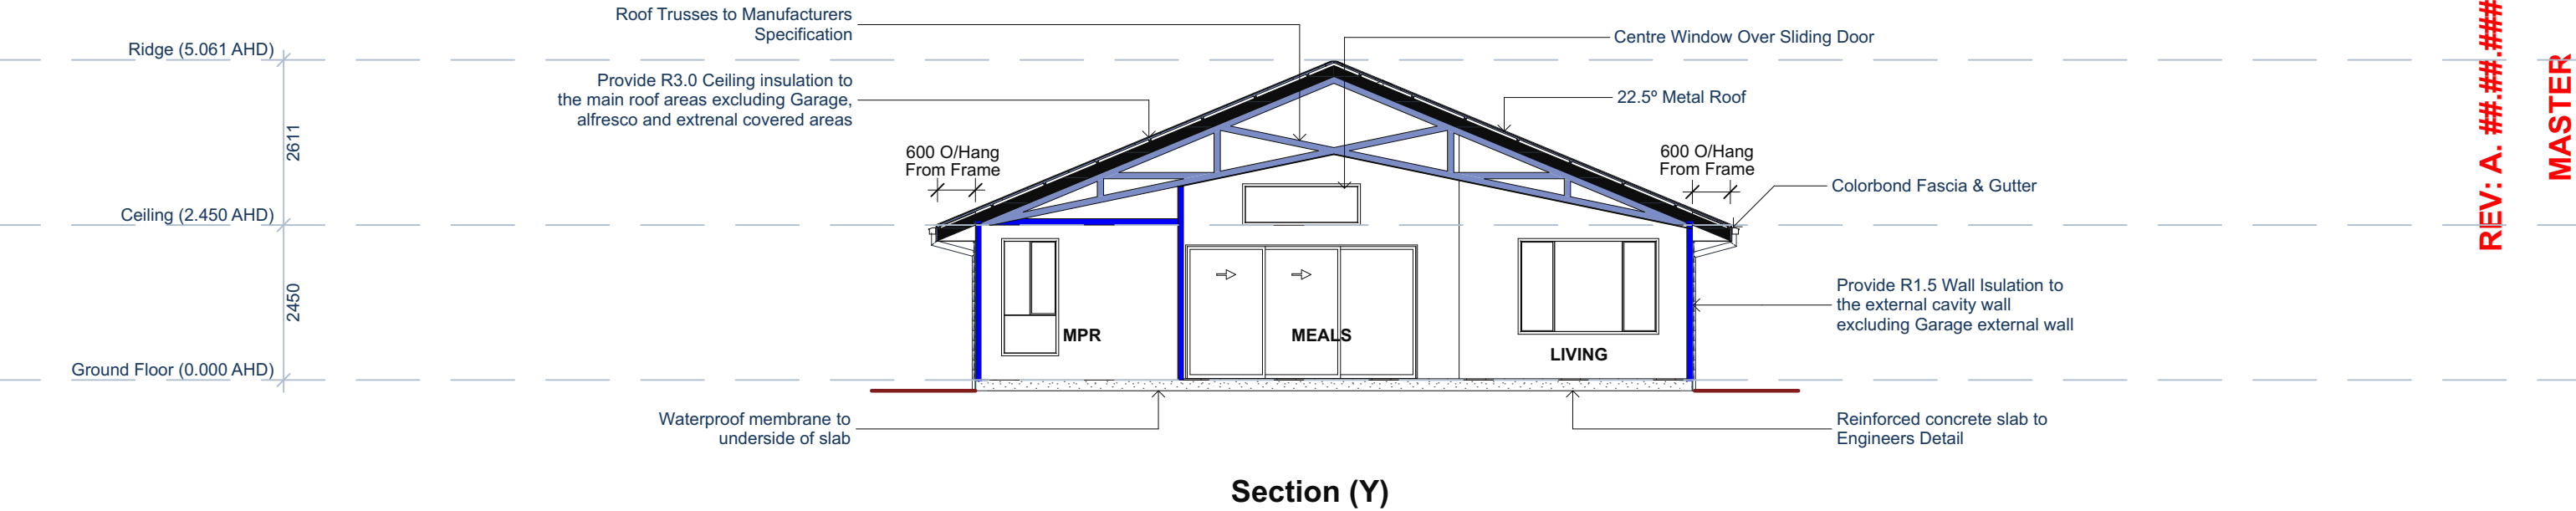 Roof Trusses to Manufacturers
Specification
Centre Window Over Sliding Door
Ridge (5.061 AHD)
Provide R3.0 Ceiling insulation to
the main roof areas excluding Garage,
alfresco and extrenal covered areas
22.5º Metal Roof
2611
600 O/Hang
From Frame
600 O/Hang
From Frame
Colorbond Fascia & Gutter
Ceiling (2.450 AHD)
2450
Provide R1.5 Wall Isulation to
the external cavity wall
excluding Garage external wall
MPR
MEALS
LIVING
Ground Floor (0.000 AHD)
Waterproof membrane to
underside of slab
Reinforced concrete slab to
Engineers Detail
Section (Y)
REV: A. ##.##.###
MASTER